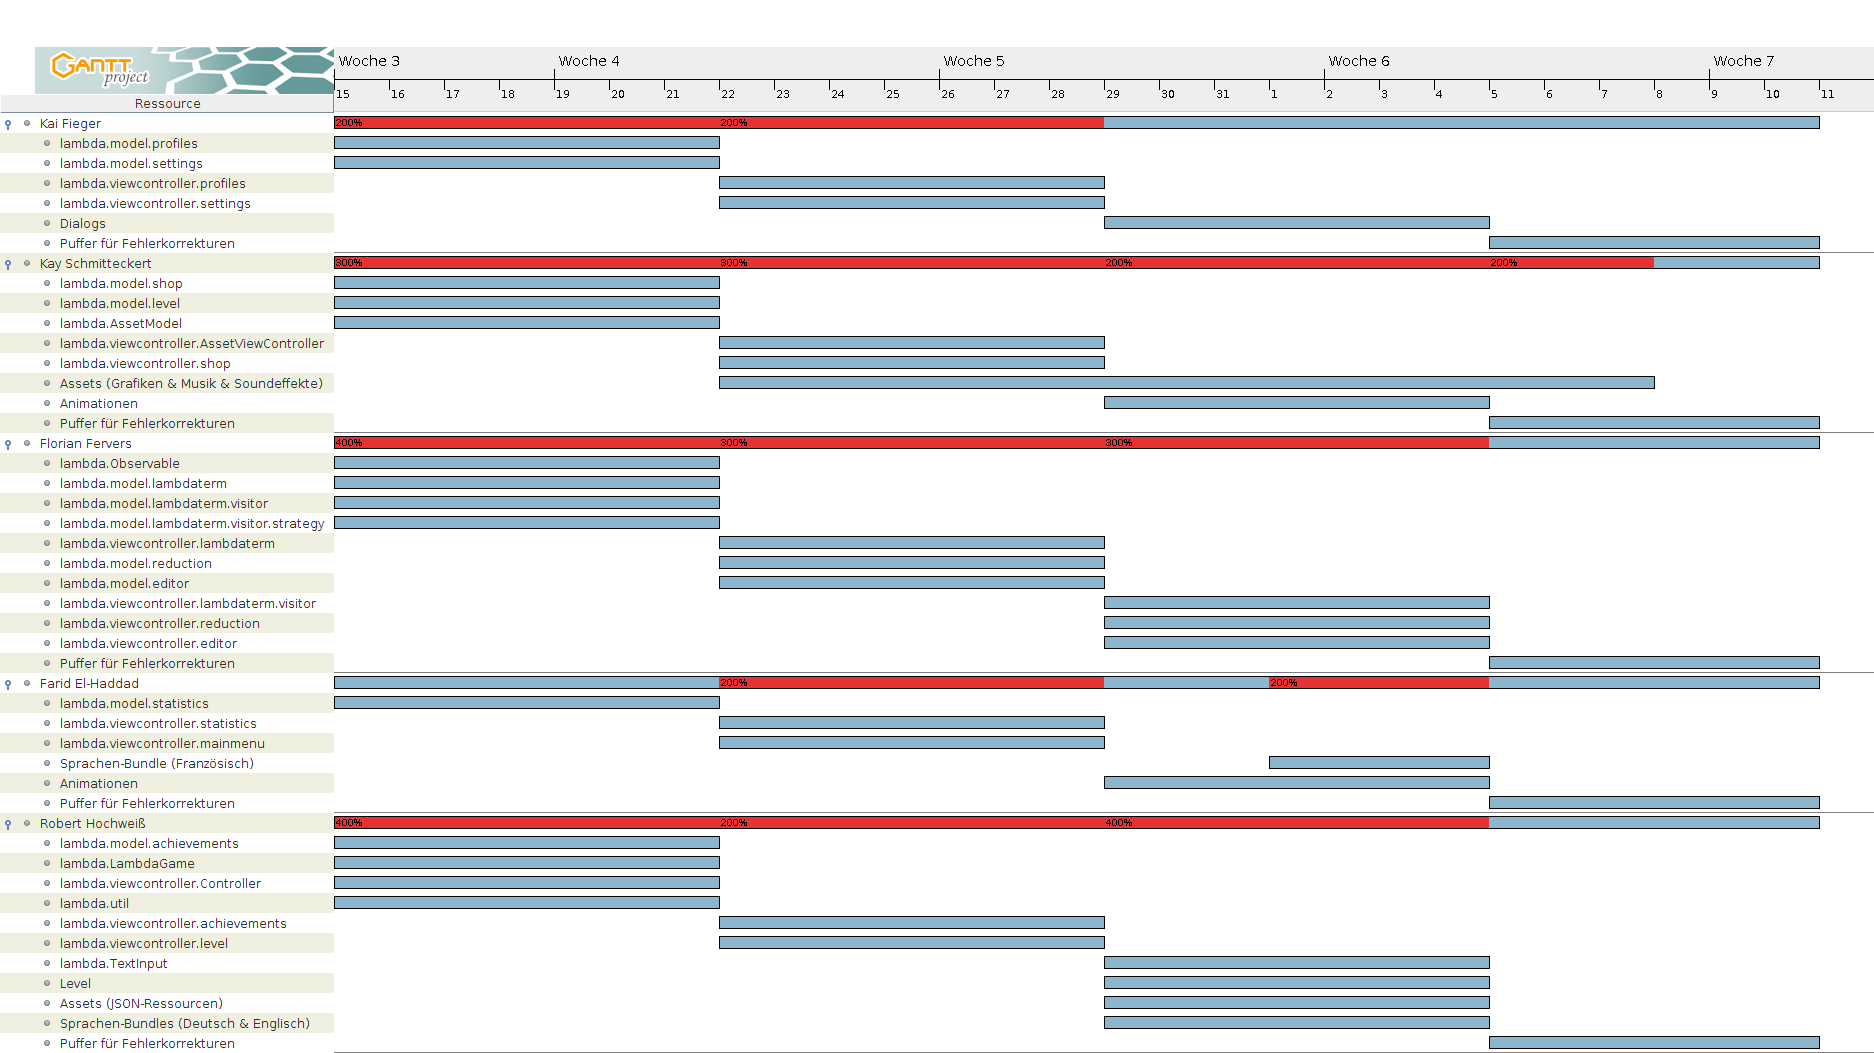 GANTT project
Woche 3 Woche 4 Woche 5 Woche 6 Woche 7
15 16 17 18 19 20 21 22 23 24 25 26 27 28 29 30 31 1 2 3 4 5 6 7 8 9 10 11
Ressource
Kai Fieger 200% 200%
lambda.model.profiles
lambda.model.settings
lambda.viewcontroller.profiles
lambda.viewcontroller.settings
Dialogs
Puffer für Fehlerkorrekturen
Kay Schmitteckert 300% 300% 200% 200%
lambda.model.shop
lambda.model.level
lambda.AssetModel
lambda.viewcontroller.AssetViewController
lambda.viewcontroller.shop
Assets (Grafiken & Musik & Soundeffekte)
Animationen
Puffer für Fehlerkorrekturen
Florian Fervers 400% 300% 300%
lambda.Observable
lambda.model.lambdaterm
lambda.model.lambdaterm.visitor
lambda.model.lambdaterm.visitor.strategy
lambda.viewcontroller.lambdaterm
lambda.model.reduction
lambda.model.editor
lambda.viewcontroller.lambdaterm.visitor
lambda.viewcontroller.reduction
lambda.viewcontroller.editor
Puffer für Fehlerkorrekturen
Farid El-Haddad 200% 200%
lambda.model.statistics
lambda.viewcontroller.statistics
lambda.viewcontroller.mainmenu
Sprachen-Bundle (Französisch)
Animationen
Puffer für Fehlerkorrekturen
Robert Hochweiß 400% 200% 400%
lambda.model.achievements
lambda.LambdaGame
lambda.viewcontroller.Controller
lambda.util
lambda.viewcontroller.achievements
lambda.viewcontroller.level
lambda.TextInput
Level
Assets (JSON-Ressourcen)
Sprachen-Bundles (Deutsch & Englisch)
Puffer für Fehlerkorrekturen